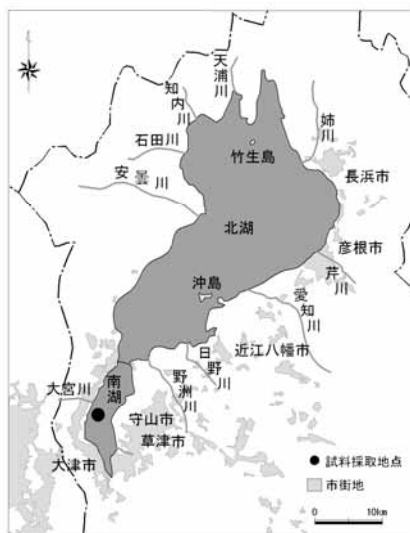 天浦川
知内川
石田川
安曇川
姉川
竹生島
長浜市
北湖
彦根市
芹川
沖島
愛知川
近江八幡市
日野川
野洲川
大宮川
南湖
守山市
草津市
大津市
試料採取地点
市街地
0 10km